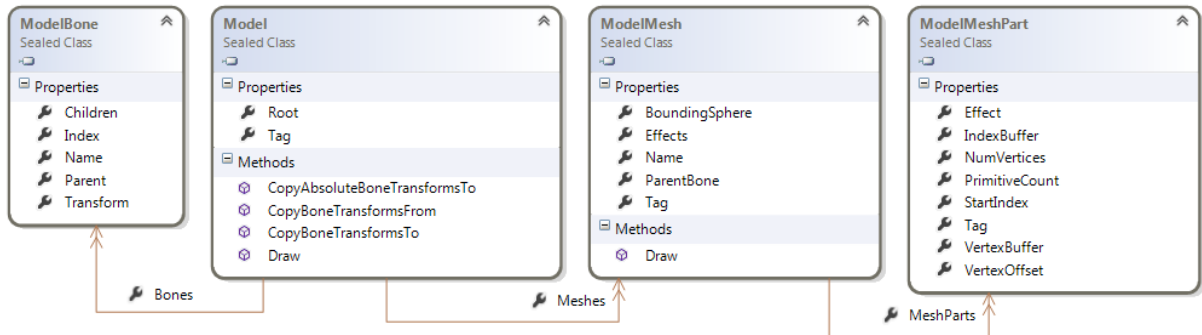 ModelBone
Sealed Class
Properties
Children
Index
Name
Parent
Transform
Model
Sealed Class
Properties
Root
Tag
Methods
CopyAbsoluteBoneTransformsTo
CopyBoneTransformsFrom
CopyBoneTransformsTo
Draw
ModelMesh
Sealed Class
Properties
BoundingSphere
Effects
Name
ParentBone
Tag
Methods
Draw
ModelMeshPart
Sealed Class
Properties
Effect
IndexBuffer
NumVertices
PrimitiveCount
StartIndex
Tag
VertexBuffer
VertexOffset
Bones
Meshes
MeshParts